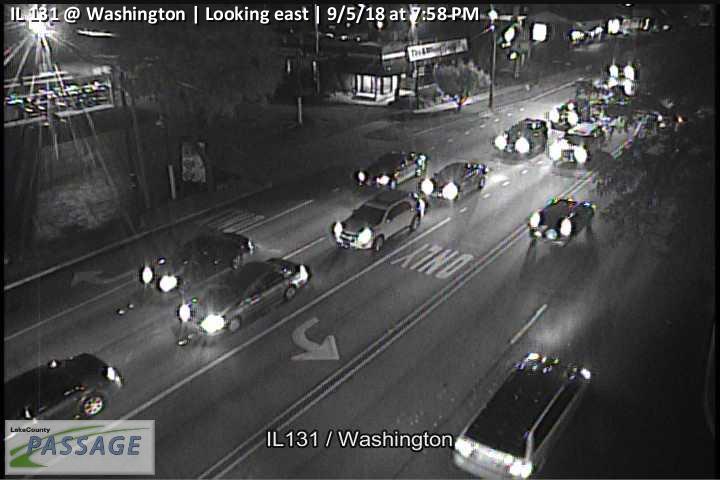 IL 131 @ Washington | Looking east | 9/5/18 at 7:58 PM
ONLY
IL131 / Washington
LakeCounty
PASSAGE